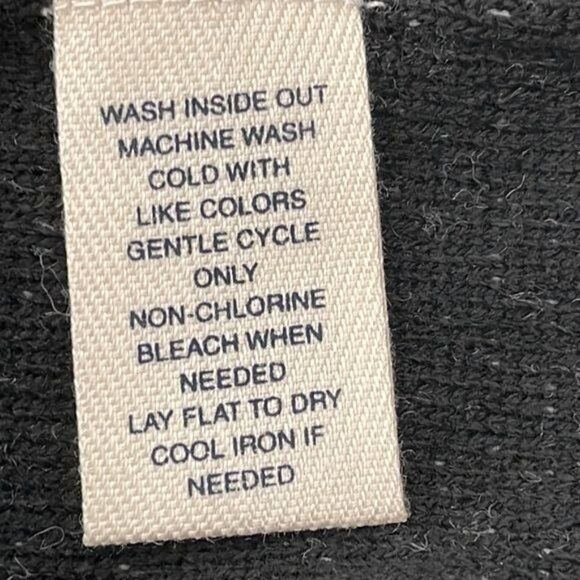 WASH INSIDE OUT
MACHINE WASH
COLD WITH
LIKE COLORS
GENTLE CYCLE
ONLY
NON-CHLORINE
BLEACH WHEN
NEEDED
LAY FLAT TO DRY
COOL IRON IF
NEEDED